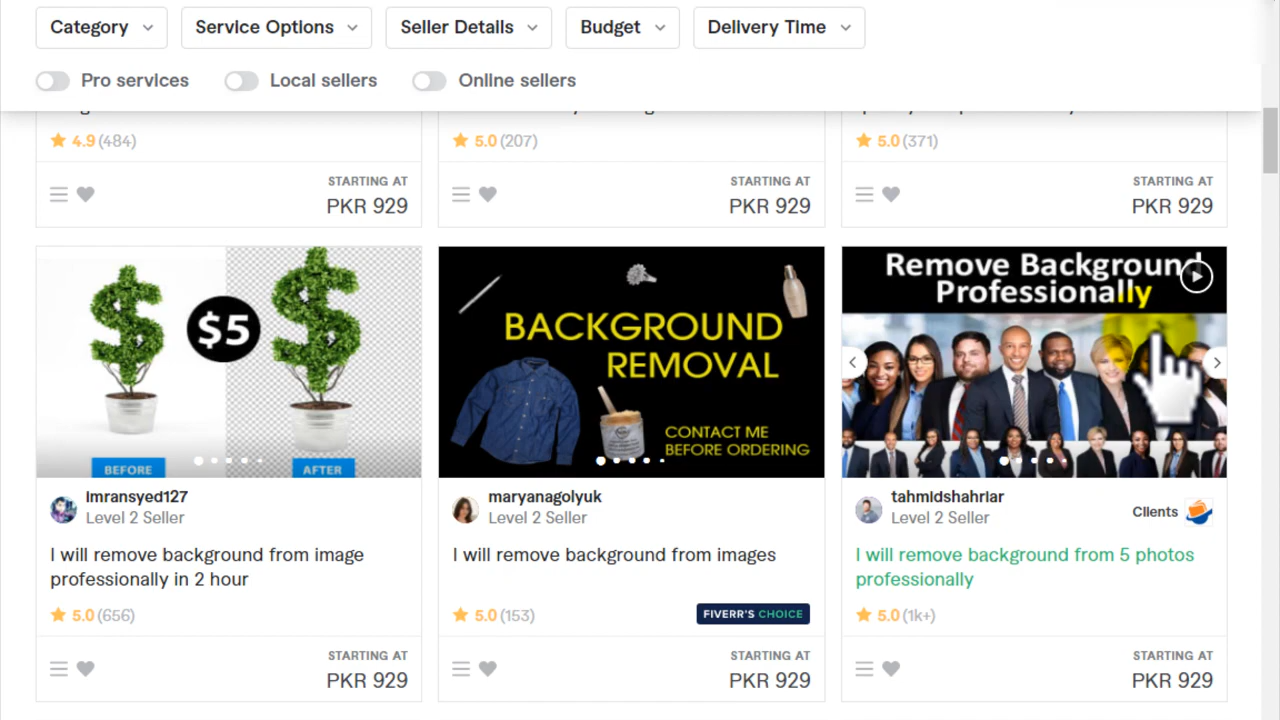 Category
Service Options
Seller Details
Budget
Delivery Time
Pro services
Local sellers
Online sellers
4.9 (484)
5.0 (207)
5.0 (371)
STARTING AT
PKR 929
STARTING AT
PKR 929
STARTING AT
PKR 929
$5
BEFORE
AFTER
BACKGROUND
REMOVAL
CONTACT ME
BEFORE ORDERING
Remove Background
Professionally
imransyed127
Level 2 Seller
maryanagolyuk
Level 2 Seller
tahmidshahriar
Level 2 Seller
Clients
I will remove background from image
professionally in 2 hour
I will remove background from images
I will remove background from 5 photos
professionally
5.0 (656)
5.0 (153)
FIVERR'S CHOICE
5.0 (1k+)
STARTING AT
PKR 929
STARTING AT
PKR 929
STARTING AT
PKR 929